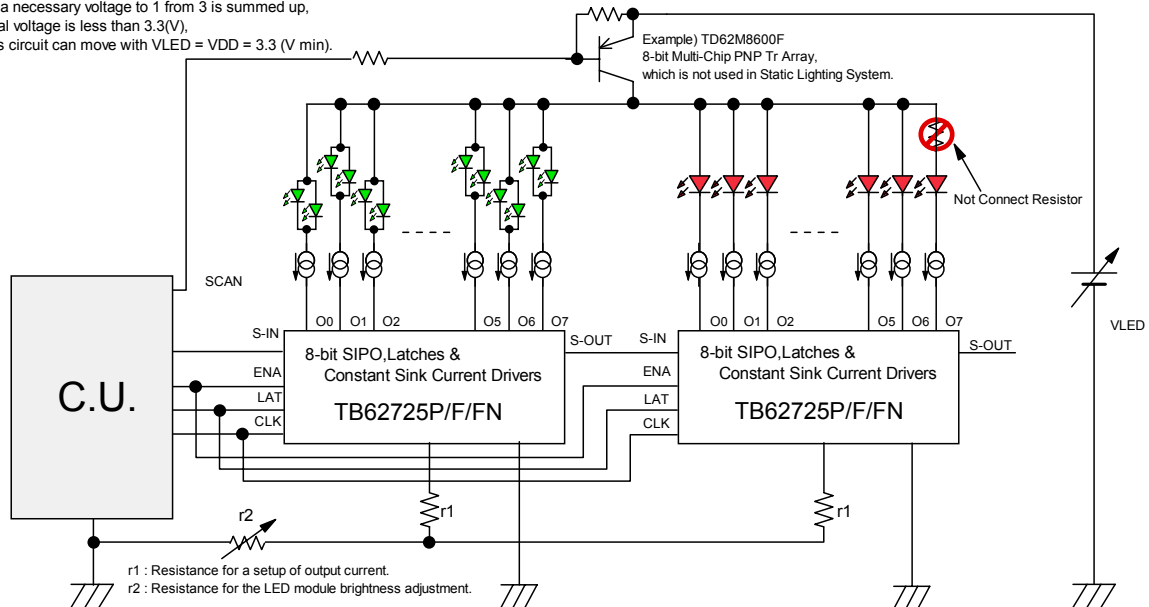 a necessary voltage to 1 from 3 is summed up,
al voltage is less than 3.3(V),
s circuit can move with VLED = VDD = 3.3 (V min).
Example) TD62M8600F
8-bit Multi-Chip PNP Tr Array,
which is not used in Static Lighting System.
Not Connect Resistor
SCAN
VLED
O0 O1 O2 O5 O6 O7
O0 O1 O2 O5 O6 O7
S-IN
S-OUT
S-IN
S-OUT
8-bit SIPO,Latches &
Constant Sink Current Drivers
TB62725P/F/FN
8-bit SIPO,Latches &
Constant Sink Current Drivers
TB62725P/F/FN
ENA
LAT
CLK
ENA
LAT
CLK
C.U.
r1
r1
r2
r1 : Resistance for a setup of output current.
r2 : Resistance for the LED module brightness adjustment.